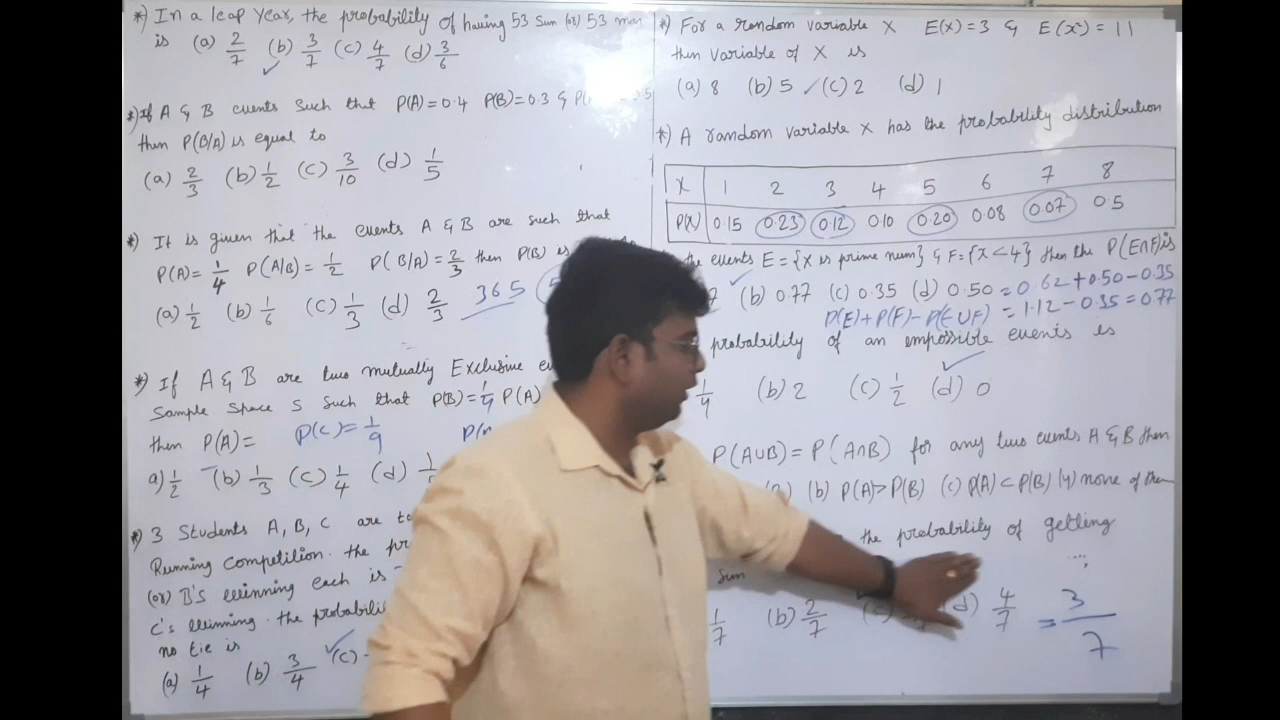 *) In a leap year, the probability of having 53 Sun (or) 53 mon
is (a) 2/7 (b) 3/7 (c) 4/7 (d) 3/6
*) If A & B events such that P(A)=0.4 P(B)=0.3 & P( 0.5
then P(B/A) is equal to
(a) 2/3 (b) 1/2 (c) 3/10 (d) 1/5
*) It is given that the events A & B are such that
P(A)= 1/4 P(A/B)= 1/2 P(B/A)= 2/3 then P(B) is
(a) 1/2 (b) 1/6 (c) 1/3 (d) 2/3 365
*) If A & B are two mutually Exclusive
Sample Space S such that P(B)= P(A)
then P(A)= P(C)= 1/9
a) 1/2 (b) 1/3 (c) 1/4 (d)
*) 3 Students A, B, C are
Running Competition. the
(or) B's winning each is
C's winning. the
no tie is
(a) 1/4 (b) 3/4 (c)
*) For a random variable X E(X)=3 & E(x²)=11
then variable of X is
(a) 8 (b) 5 (c) 2 (d) 1
*) A random variable X has the probability distribution
X 1 2 3 4 5 6 7 8
P(X) 0.15 0.23 0.12 0.10 0.20 0.08 0.07 0.5
the events E={X is prime num} & F={X<4} then the P(E∩F) is
7 (b) 0.77 (c) 0.35 (d) 0.50 = 0.62+0.50-0.35
P(E)+P(F)-P(E∪F) = 1.12-0.35=0.77
probability of an empossible events is
1/4 (b) 2 (c) 1/2 (d) 0
P(A∪B)=P(A∩B) for any two events A & B then
(b) P(A)>P(B) (c) P(A)<P(B) (4) none of them
the probability of getting
Sun
1/7 (b) 2/7 (d) 4/7 = 3/7